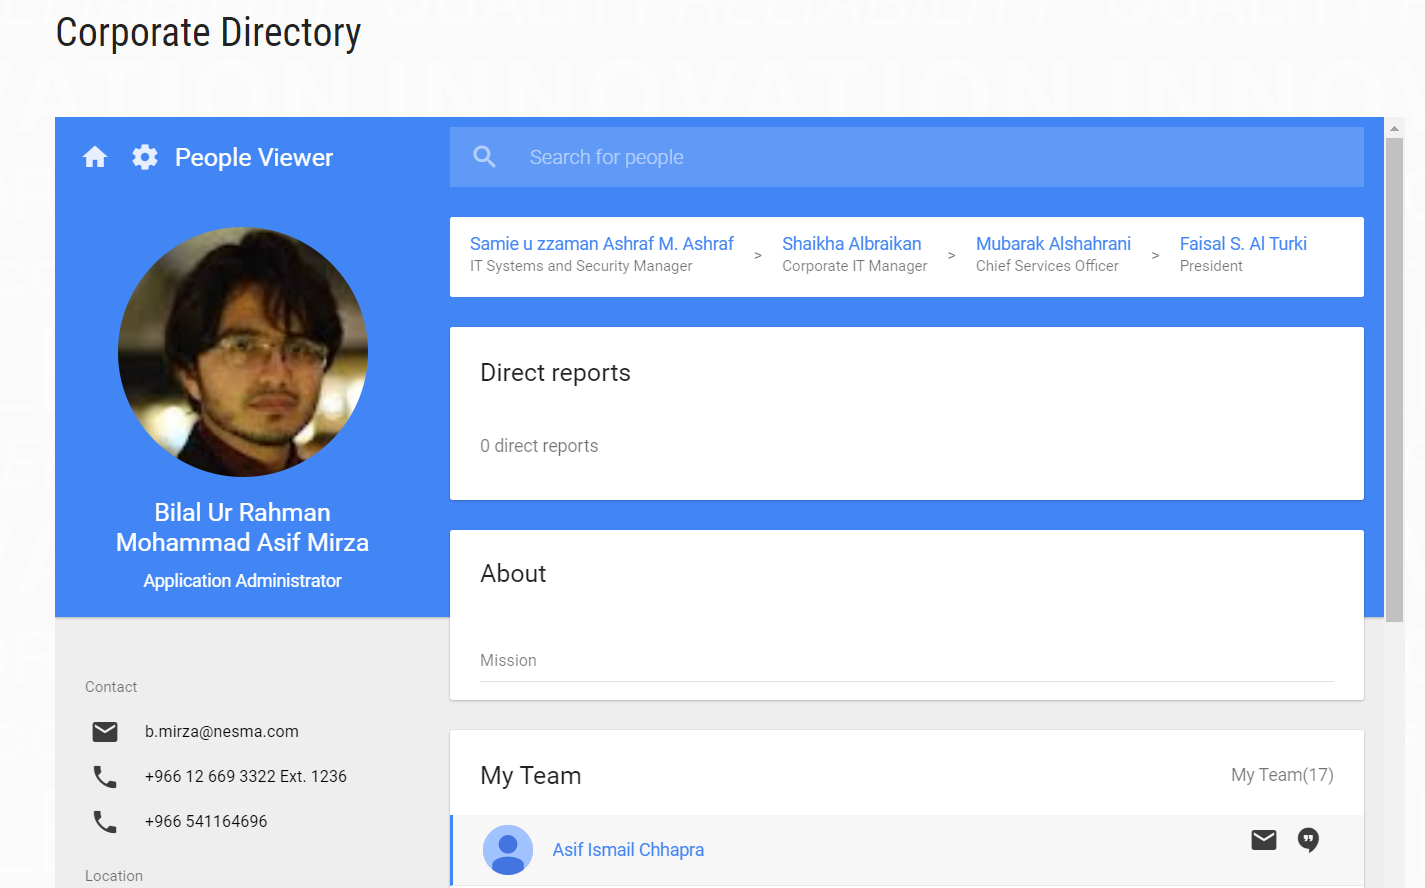 Corporate Directory
People Viewer
Search for people
Samie u zzaman Ashraf M. Ashraf > Shaikha Albraikan > Mubarak Alshahrani > Faisal S. Al Turki
IT Systems and Security Manager Corporate IT Manager Chief Services Officer President
Direct reports
0 direct reports
Bilal Ur Rahman
Mohammad Asif Mirza
Application Administrator
About
Mission
Contact
b.mirza@nesma.com
+966 12 669 3322 Ext. 1236
+966 541164696
Location
My Team
My Team(17)
Asif Ismail Chhapra